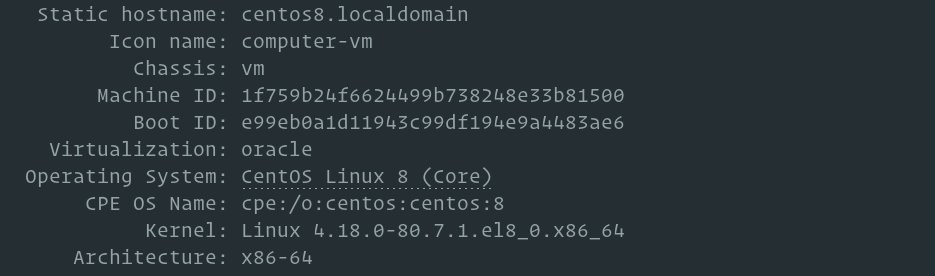 Static hostname: centos8.localdomain
Icon name: computer-vm
Chassis: vm
Machine ID: 1f759b24f6624499b738248e33b81500
Boot ID: e99eb0a1d11943c99df194e9a4483ae6
Virtualization: oracle
Operating System: CentOS Linux 8 (Core)
CPE OS Name: cpe:/o:centos:centos:8
Kernel: Linux 4.18.0-80.7.1.el8_0.x86_64
Architecture: x86-64